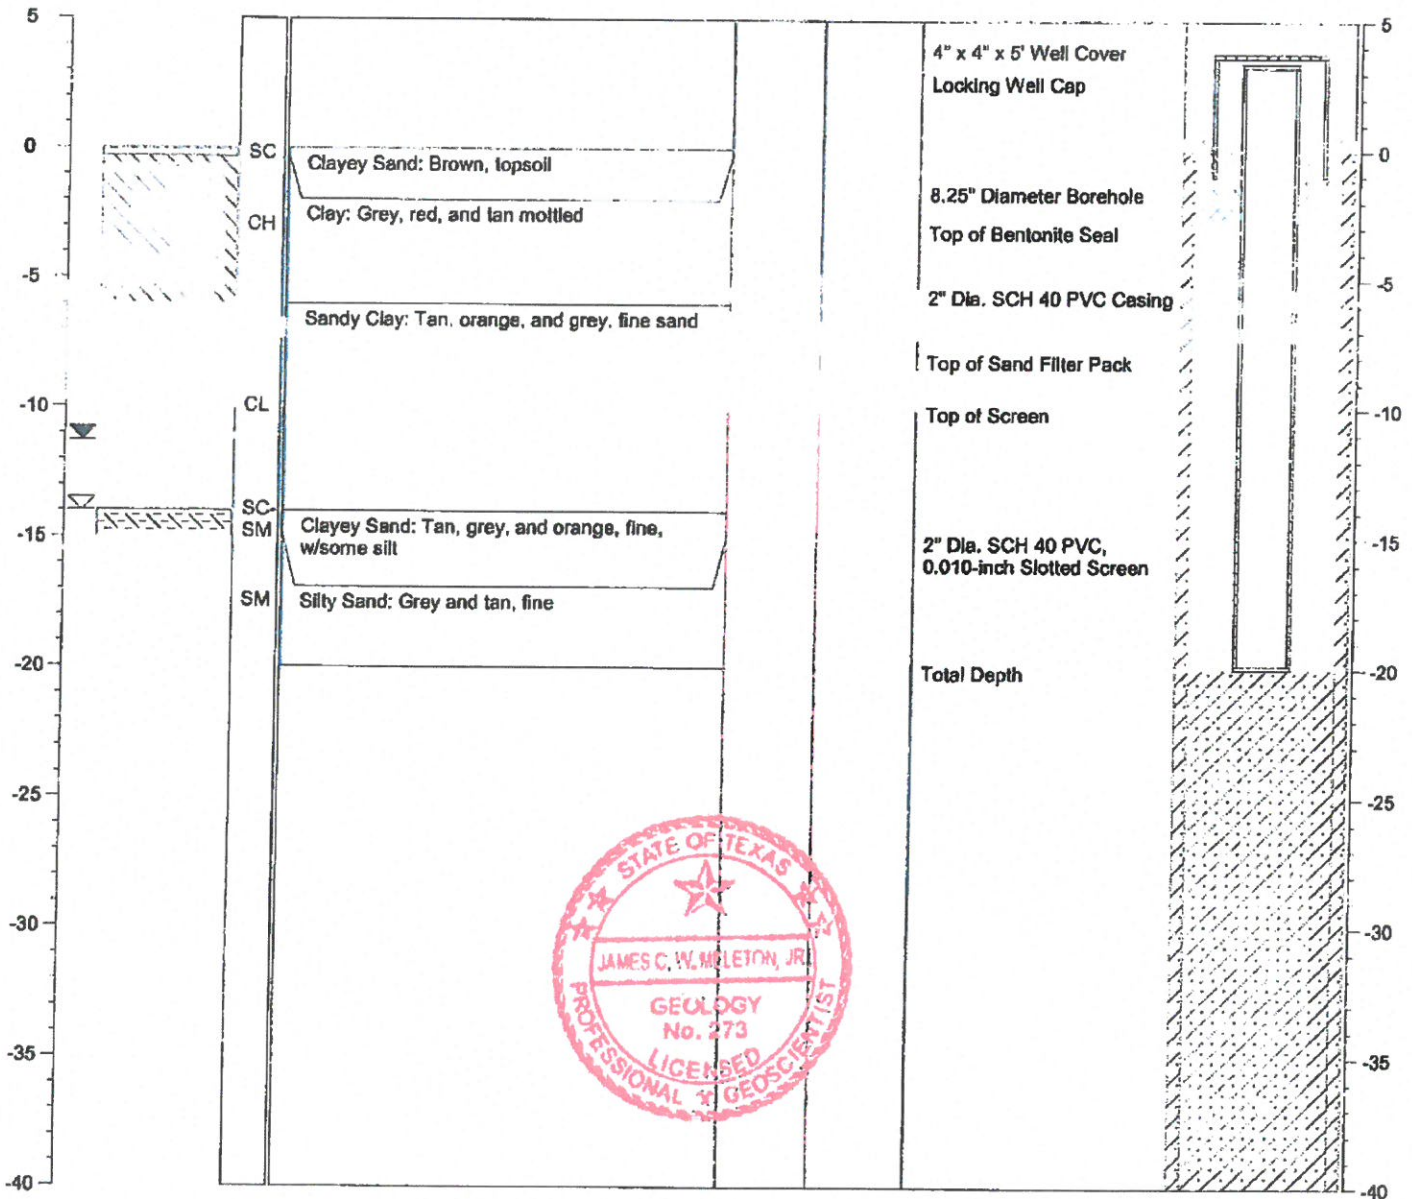 5
0
-5
-10
-15
-20
-25
-30
-35
-40
SC
CH
CL
SC-
SM
SM
Clayey Sand: Brown, topsoil
Clay: Grey, red, and tan mottled
Sandy Clay: Tan, orange, and grey, fine sand
Clayey Sand: Tan, grey, and orange, fine,
w/some silt
Silty Sand: Grey and tan, fine
4" x 4" x 5' Well Cover
Locking Well Cap
8.25" Diameter Borehole
Top of Bentonite Seal
2" Dia. SCH 40 PVC Casing
Top of Sand Filter Pack
Top of Screen
2" Dia. SCH 40 PVC,
0.010-inch Slotted Screen
Total Depth
5
0
-5
-10
-15
-20
-25
-30
-35
-40
STATE OF TEXAS
JAMES C. JR
GEOLOGY
No. 273
LICENSED
PROFESSIONAL GEOSCIENTIST